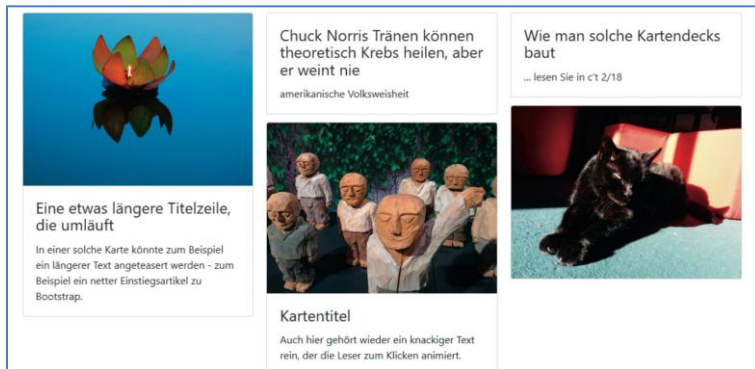 Eine etwas längere Titelzeile,
die umläuft
In einer solche Karte könnte zum Beispiel
ein längerer Text angeteasert werden - zum
Beispiel ein netter Einstiegsartikel zu
Bootstrap.
Chuck Norris Tränen können
theoretisch Krebs heilen, aber
er weint nie
amerikanische Volksweisheit
Kartentitel
Auch hier gehört wieder ein knackiger Text
rein, der die Leser zum Klicken animiert.
Wie man solche Kartendecks
baut
... lesen Sie in c't 2/18